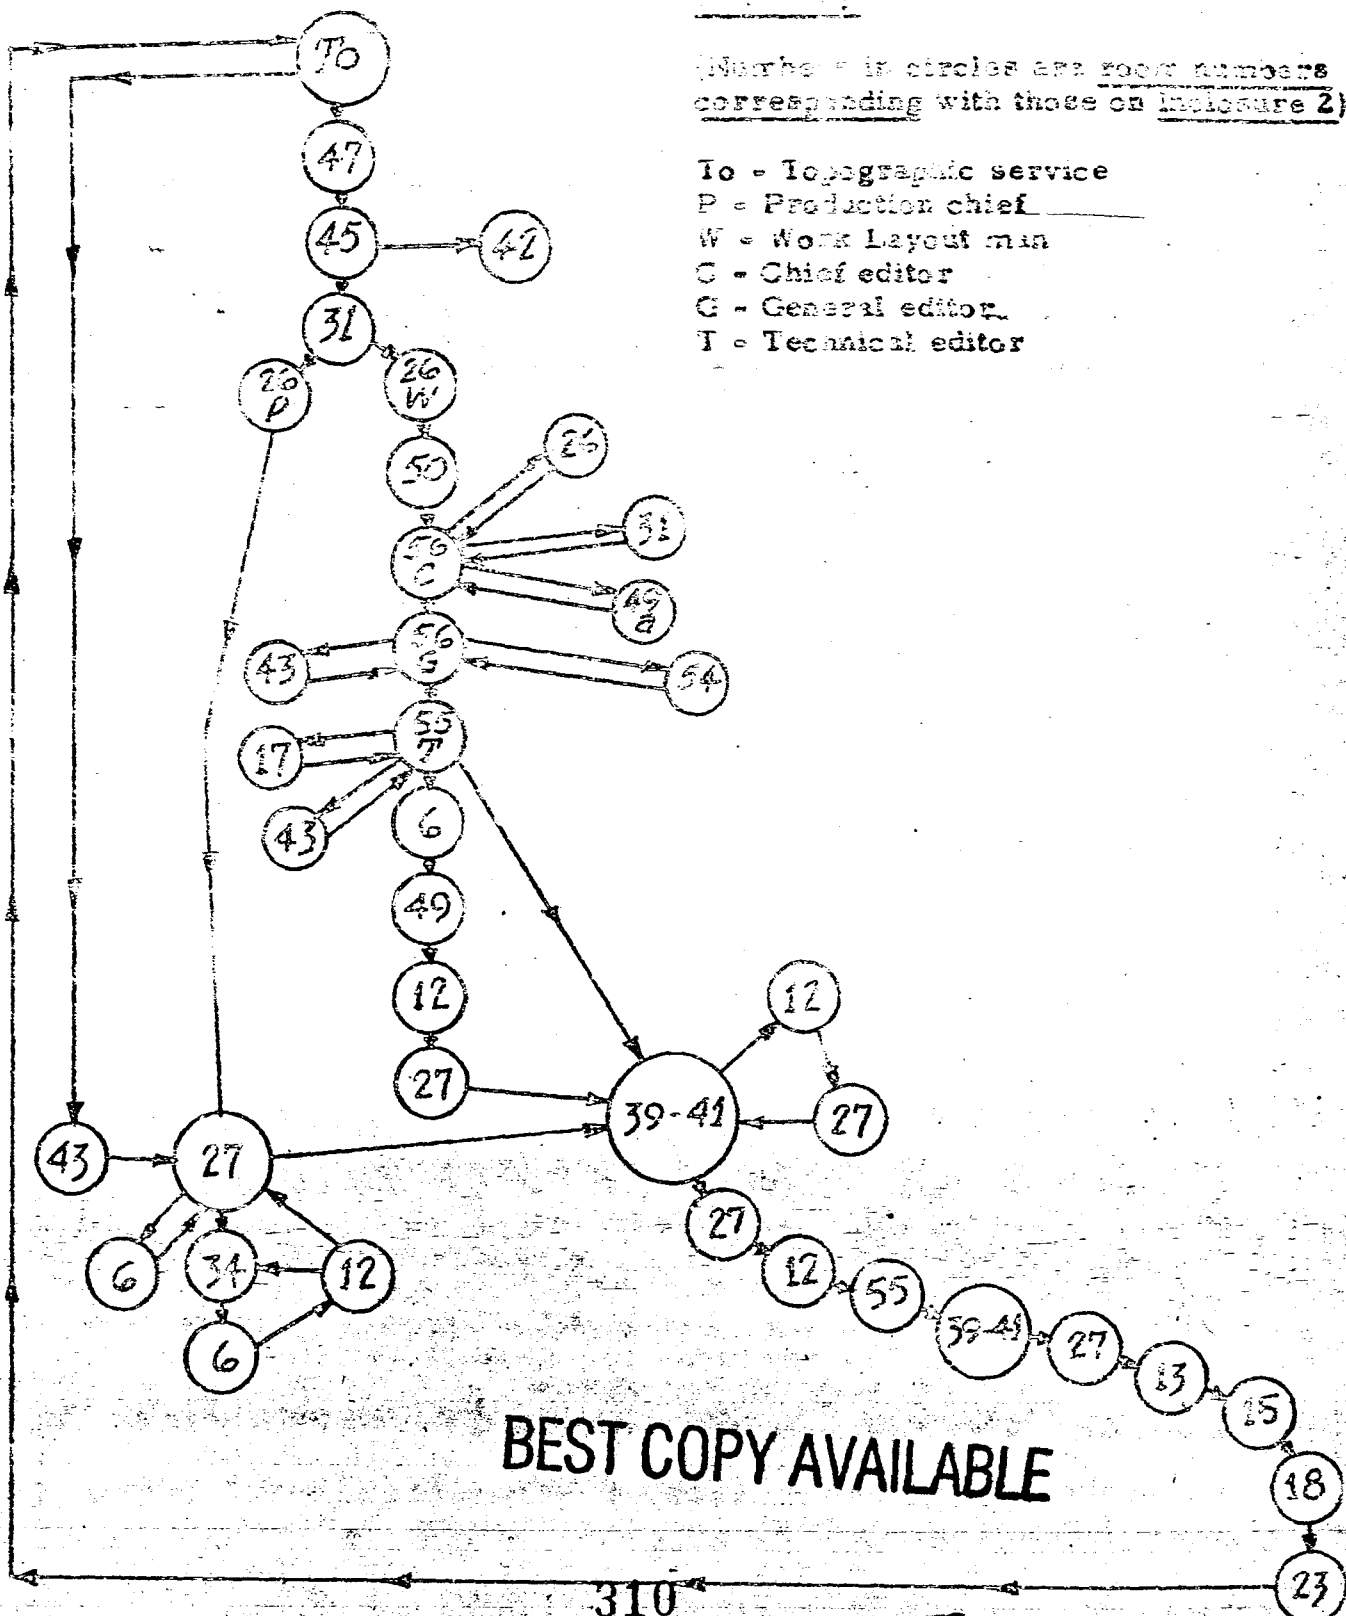 (Numbers in circles are room numbers
corresponding with those on Inclosure 2)
To = Topographic service
P = Production chief
W = Work Layout man
C = Chief editor
G = General editor
T = Technical editor
To
47
45
42
31
26
P
26
W
50
26
56
C
31
49
a
56
G
43
54
55
T
17
43
6
49
12
27
12
39-41
27
43
27
27
6
34
12
12
55
39-41
27
13
15
6
18
23
BEST COPY AVAILABLE
310